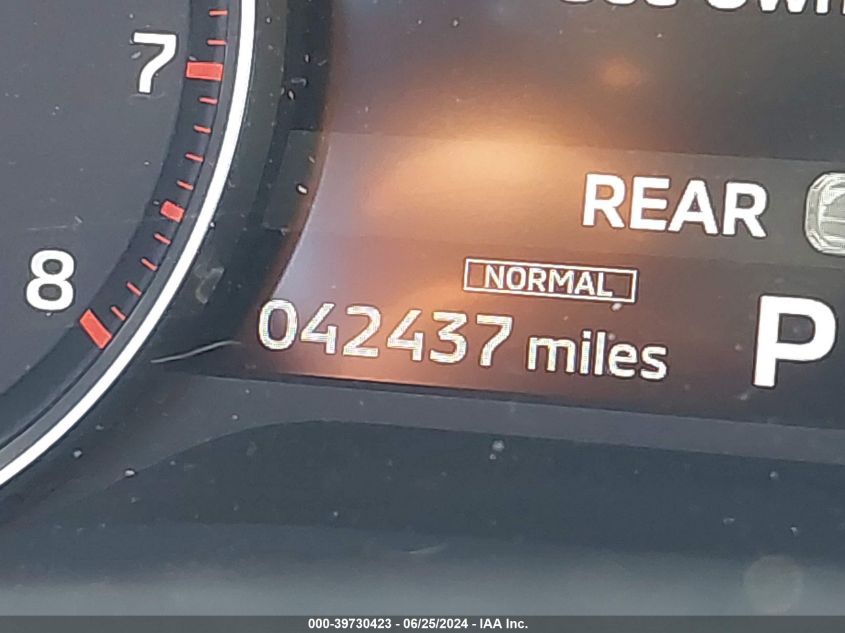 7
REAR
8
NORMAL
042437 miles
P
000-39730423 - 06/25/2024 - IAA Inc.